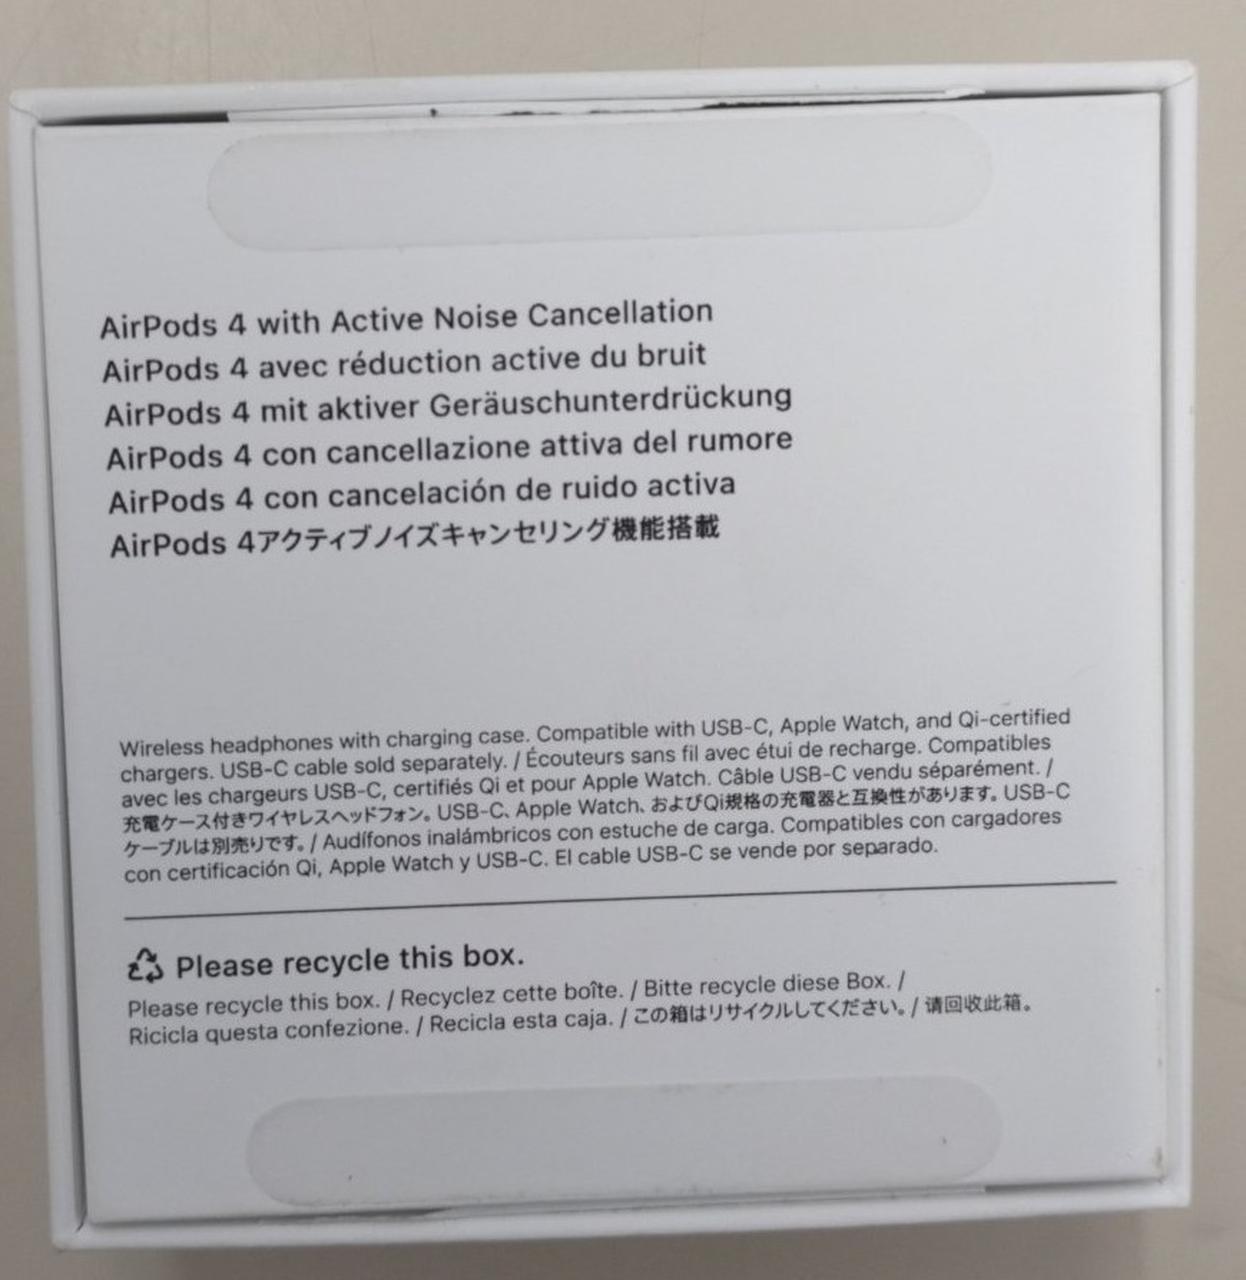 AirPods 4 with Active Noise Cancellation
AirPods 4 avec réduction active du bruit
AirPods 4 mit aktiver Geräuschunterdrückung
AirPods 4 con cancellazione attiva del rumore
AirPods 4 con cancelación de ruido activa
AirPods 4アクティブノイズキャンセリング機能搭載
Wireless headphones with charging case. Compatible with USB-C, Apple Watch, and Qi-certified
chargers. USB-C cable sold separately. / Écouteurs sans fil avec étui de recharge. Compatibles
avec les chargeurs USB-C, certifiés Qi et pour Apple Watch. Câble USB-C vendu séparément. /
充電ケース付きワイヤレスヘッドフォン。USB-C、Apple Watch、およびQi規格の充電器と互換性があります。USB-C
ケーブルは別売りです。/ Audífonos inalámbricos con estuche de carga. Compatibles con cargadores
con certificación Qi, Apple Watch y USB-C. El cable USB-C se vende por separado.
Please recycle this box.
Please recycle this box. / Recyclez cette boîte. / Bitte recycle diese Box. /
Ricicla questa confezione. / Recicla esta caja. / この箱はリサイクルしてください。/ 请回收此箱。